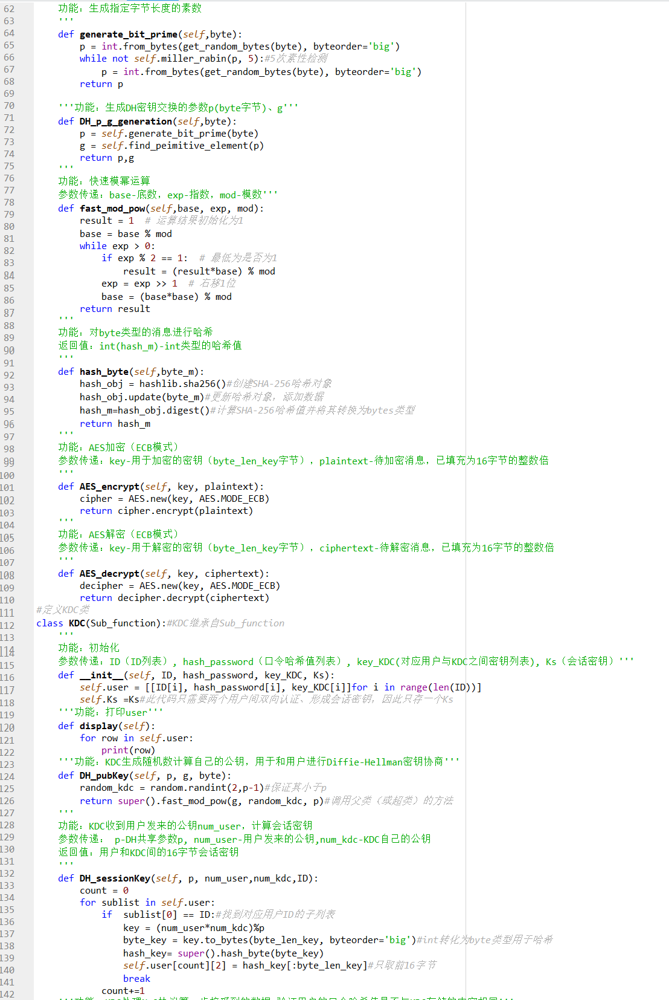 62 功能：生成指定字节长度的素数
63 '''
64 def generate_bit_prime(self,byte):
65 p = int.from_bytes(get_random_bytes(byte), byteorder='big')
66 while not self.miller_rabin(p, 5):#5次素性检测
67 p = int.from_bytes(get_random_bytes(byte), byteorder='big')
68 return p
69
70 '''功能：生成DH密钥交换的参数p(byte字节)、g'''
71 def DH_p_g_generation(self,byte):
72 p = self.generate_bit_prime(byte)
73 g = self.find_peimitive_element(p)
74 return p,g
75 '''
76 功能：快速模幂运算
77 参数传递：base-底数，exp-指数，mod-模数'''
78 def fast_mod_pow(self,base, exp, mod):
79 result = 1 # 运算结果初始化为1
80 base = base % mod
81 while exp > 0:
82 if exp % 2 == 1: # 最低为是否为1
83 result = (result*base) % mod
84 exp = exp >> 1 # 右移1位
85 base = (base*base) % mod
86 return result
87 '''
88 功能：对byte类型的消息进行哈希
89 返回值：int(hash_m)-int类型的哈希值
90 '''
91 def hash_byte(self,byte_m):
92 hash_obj = hashlib.sha256()#创建SHA-256哈希对象
93 hash_obj.update(byte_m)#更新哈希对象，添加数据
94 hash_m=hash_obj.digest()#计算SHA-256哈希值并将其转换为bytes类型
95 return hash_m
96 '''
97 功能：AES加密（ECB模式）
98 参数传递：key-用于加密的密钥（byte_len_key字节），plaintext-待加密消息，已填充为16字节的整数倍
99 '''
100 def AES_encrypt(self, key, plaintext):
101 cipher = AES.new(key, AES.MODE_ECB)
102 return cipher.encrypt(plaintext)
103 '''
104 功能：AES解密（ECB模式）
105 参数传递：key-用于解密的密钥（byte_len_key字节），ciphertext-待解密消息，已填充为16字节的整数倍
106 '''
107 def AES_decrypt(self, key, ciphertext):
108 decipher = AES.new(key, AES.MODE_ECB)
109 return decipher.decrypt(ciphertext)
110 #定义KDC类
111 class KDC(Sub_function):#KDC继承自Sub_function
112 '''
113 功能：初始化
114 参数传递：ID（ID列表）, hash_password（口令哈希值列表）, key_KDC(对应用户与KDC之间密钥列表), Ks（会话密钥）'''
115 def __init__(self, ID, hash_password, key_KDC, Ks):
116 self.user = [[ID[i], hash_password[i], key_KDC[i]]for i in range(len(ID))]
117 self.Ks =Ks#此代码只需要两个用户间双向认证、形成会话密钥，因此只存一个Ks
118 '''功能：打印user'''
119 def display(self):
120 for row in self.user:
121 print(row)
122 '''功能：KDC生成随机数计算自己的公钥，用于和用户进行Diffie-Hellman密钥协商'''
123 def DH_pubKey(self, p, g, byte):
124 random_kdc = random.randint(2,p-1)#保证其小于p
125 return super().fast_mod_pow(g, random_kdc, p)#调用父类（或超类）的方法
126 '''
127 功能：KDC收到用户发来的公钥num_user，计算会话密钥
128 参数传递： p-DH共享参数p, num_user-用户发来的公钥,num_kdc-KDC自己的公钥
129 返回值：用户和KDC间的16字节会话密钥
130 '''
131 def DH_sessionKey(self, p, num_user,num_kdc,ID):
132 count = 0
133 for sublist in self.user:
134 if sublist[0] == ID:#找到对应用户ID的子列表
135 key = (num_user*num_kdc)%p
136 byte_key = key.to_bytes(byte_len_key, byteorder='big')#int转化为byte类型用于哈希
137 hash_key= super().hash_byte(byte_key)
138 self.user[count][2] = hash_key[:byte_len_key]#只取前16字节
139 break
140 count+=1
141
142